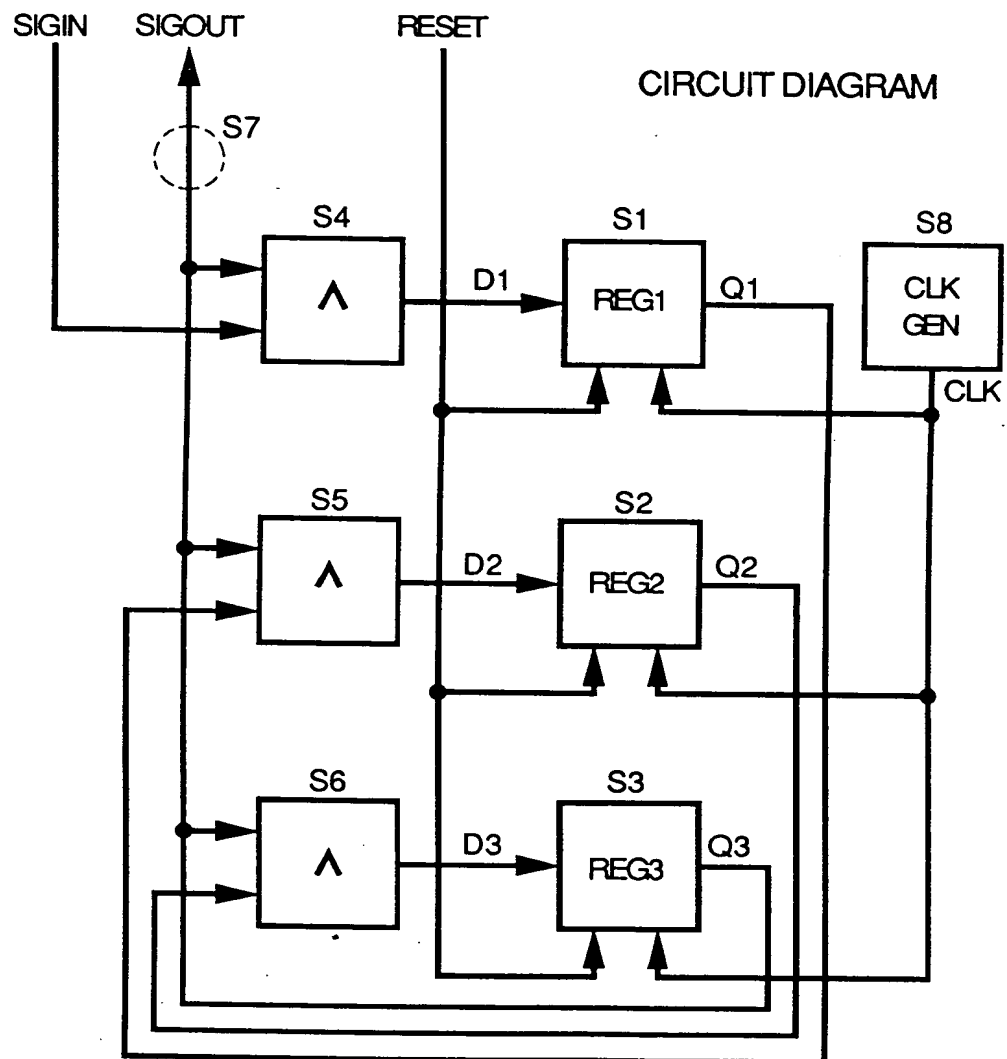 SIGIN SIGOUT RESET
CIRCUIT DIAGRAM
S7
S4 S1 S8
∧ D1 REG1 Q1 CLK
GEN
CLK
S5 S2
∧ D2 REG2 Q2
S6 S3
∧ D3 REG3 Q3